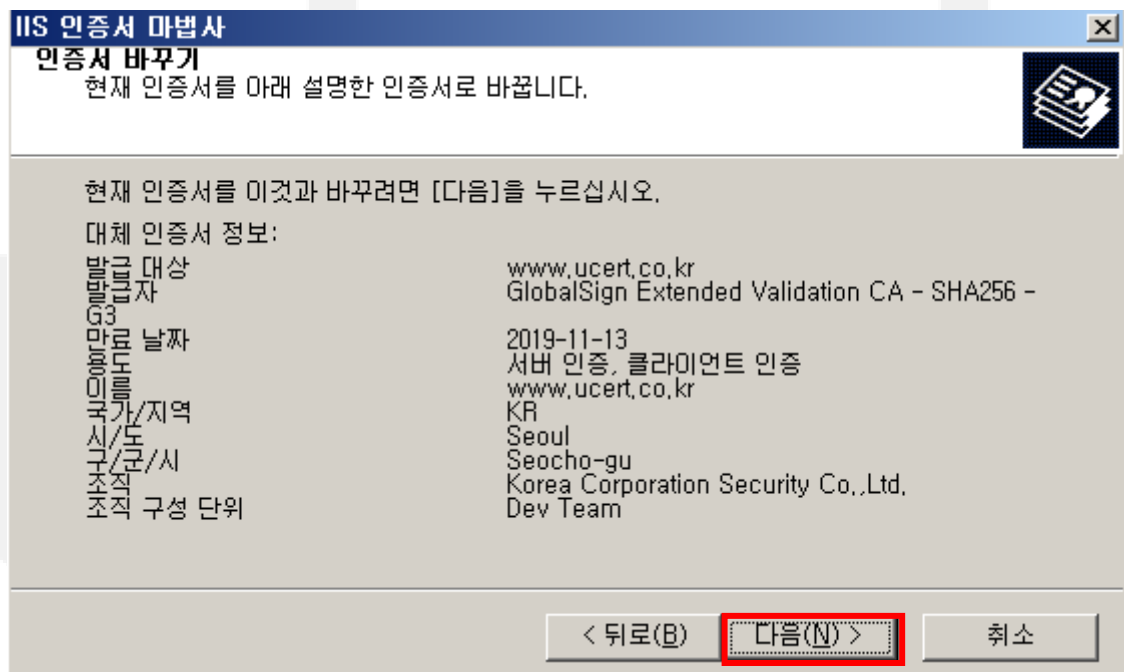 IIS 인증서 마법사
인증서 바꾸기
현재 인증서를 아래 설명한 인증서로 바꿉니다.
현재 인증서를 이것과 바꾸려면 [다음]을 누르십시오.
대체 인증서 정보:
발급 대상 www.ucert.co.kr
발급자 GlobalSign Extended Validation CA - SHA256 -
G3
만료 날짜 2019-11-13
용도 서버 인증, 클라이언트 인증
이름 www.ucert.co.kr
국가/지역 KR
시/도 Seoul
구/군/시 Seocho-gu
조직 Korea Corporation Security Co.,Ltd.
조직 구성 단위 Dev Team
< 뒤로(B) 다음(N) > 취소